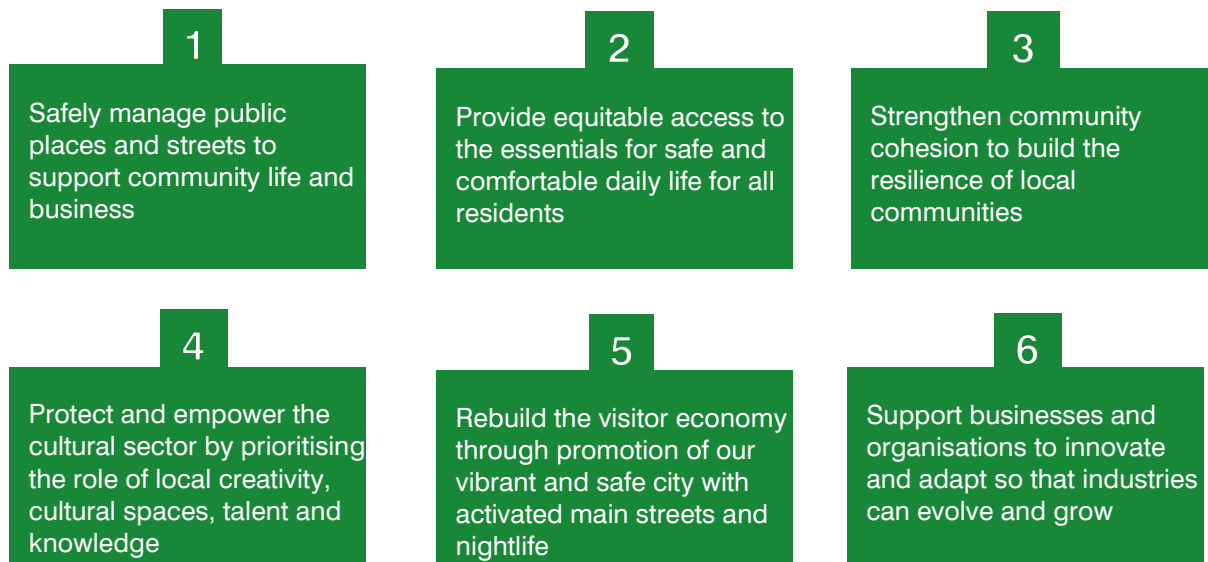 1
Safely manage public
places and streets to
support community life and
business
2
Provide equitable access to
the essentials for safe and
comfortable daily life for all
residents
3
Strengthen community
cohesion to build the
resilience of local
communities
4
Protect and empower the
cultural sector by prioritising
the role of local creativity,
cultural spaces, talent and
knowledge
5
Rebuild the visitor economy
through promotion of our
vibrant and safe city with
activated main streets and
nightlife
6
Support businesses and
organisations to innovate
and adapt so that industries
can evolve and grow